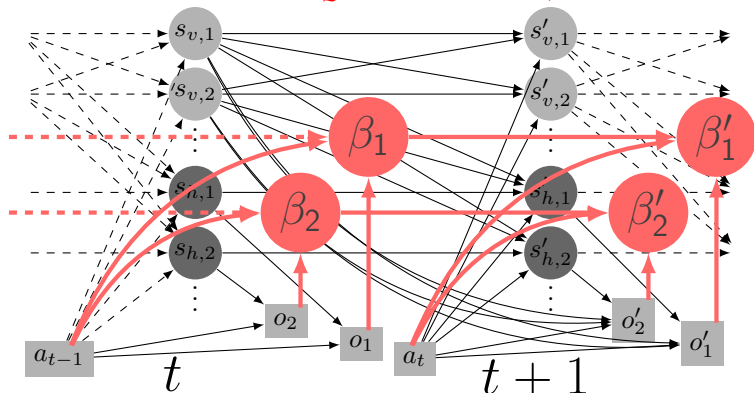 s_{v,1} s'_{v,1}
s_{v,2} s'_{v,2}
β_1 β'_1
s_{h,1} s_{h,1}
β_2 β'_2
s_{h,2} s'_{h,2}
o_2 o'_2
o_1 o'_1
a_{t−1} a_t
t t + 1